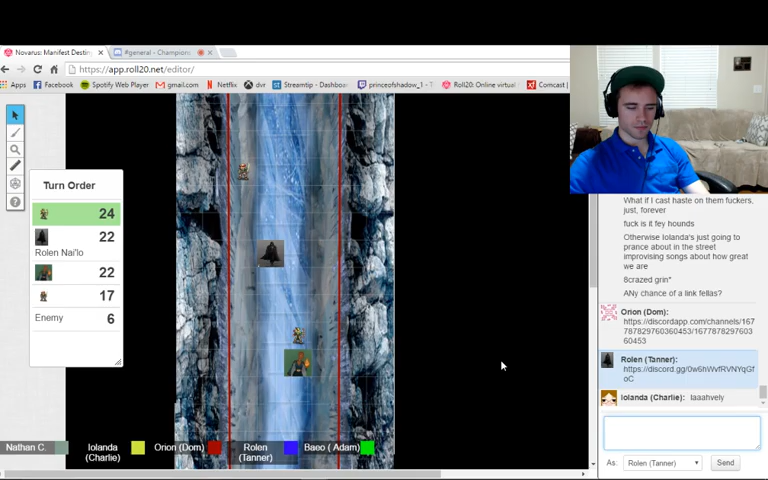 Novarus: Manifest Destin
#general - Champions
https://app.roll20.net/editor/
Apps
Facebook
Spotify Web Player
gmail.com
Netflix
dvr
Streamtip - Dashboa
princeofshadow_1 - T
Roll20: Online virtual
Comcast
Turn Order
24
22
Rolen Nai'lo
22
17
Enemy 6
What if I cast haste on them fuckers,
just, forever
fuck is it fey hounds
Otherwise Iolanda's just going to
prance about in the street
improvising songs about how great
we are
8crazed grin*
ANy chance of a link fellas?
Orion (Dom):
https://discordapp.com/channels/167
787829760360453/1677878297603
60453
Rolen (Tanner):
https://discord.gg/0w6hWvfRVNYqGf
oC
Iolanda (Charlie): laaahvely
As: Rolen (Tanner) Send
Nathan C.
Iolanda
(Charlie)
Orion (Dom)
Rolen
(Tanner)
Baeo ( Adam)